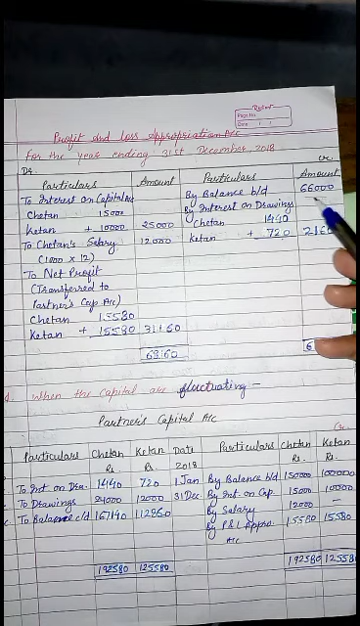 Profit and Loss Appropriation A/c
For the year ending 31st December, 2018
Dr. Cr.
Particulars Amount Particulars Amount
To Interest on Capital A/c By Balance b/d 66000
Chetan 15000 By Interest on Drawings
Ketan + 10000 25000 Chetan 1440
To Chetan's Salary 12000 Ketan + 720 2160
(1000 x 12)
To Net Profit
(Transferred to
Partner's Cap A/c)
Chetan 15580
Ketan + 15580 31160
68160 6
When the Capital are fluctuating -
Partner's Capital A/c
Cr.
Particulars Chetan Ketan Date Particulars Chetan Ketan
Rs. Rs. 2018 Rs. Rs.
To Int. on Dra. 1440 720 1 Jan By Balance b/d 150000 100000
To Drawings 24000 12000 31 Dec. By Int. on Cap. 15000 10000
To Balance c/d 167140 112860 By Salary 12000 -
By P&L Appro. 15580 15580
A/c
192580 125580 192580 12558